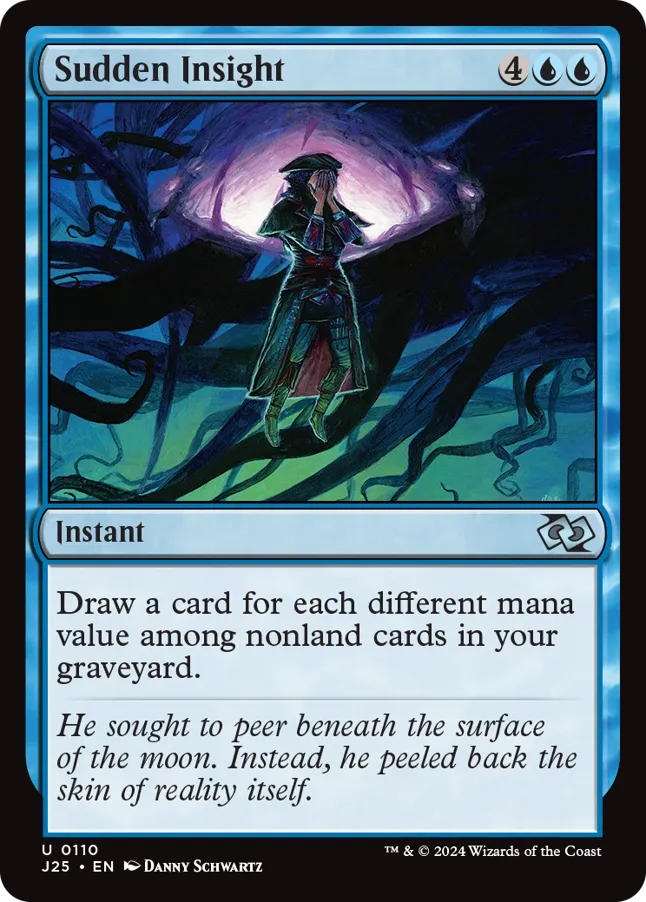 Sudden Insight 4
Instant
Draw a card for each different mana
value among nonland cards in your
graveyard.
He sought to peer beneath the surface
of the moon. Instead, he peeled back the
skin of reality itself.
U 0110
J25 • EN Danny Schwartz
™ & © 2024 Wizards of the Coast